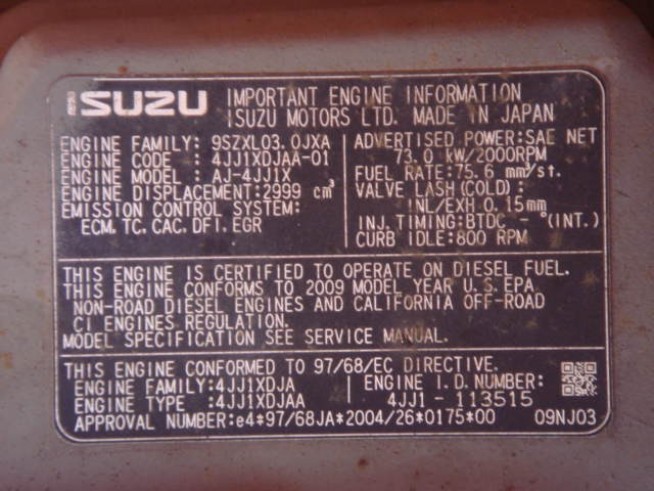 ISUZU IMPORTANT ENGINE INFORMATION
ISUZU MOTORS LTD. MADE IN JAPAN
ENGINE FAMILY: 9SZXL03.0JXA
ENGINE CODE : 4JJ1XDJAA-01
ENGINE MODEL : AJ-4JJ1X
ENGINE DISPLACEMENT:2999 cm³
EMISSION CONTROL SYSTEM:
ECM.TC.CAC.DFI.EGR
ADVERTISED POWER:SAE NET
73.0 kW/2000RPM
FUEL RATE:75.6 mm³/st.
VALVE LASH(COLD):
INL/EXH 0.15mm
INJ.TIMING:BTDC - °(INT.)
CURB IDLE:800 RPM
THIS ENGINE IS CERTIFIED TO OPERATE ON DIESEL FUEL.
THIS ENGINE CONFORMS TO 2009 MODEL YEAR U.S.EPA
NON-ROAD DIESEL ENGINES AND CALIFORNIA OFF-ROAD
CI ENGINES REGULATION.
MODEL SPECIFICATION SEE SERVICE MANUAL.
THIS ENGINE CONFORMED TO 97/68/EC DIRECTIVE.
ENGINE FAMILY:4JJ1XDJA
ENGINE TYPE :4JJ1XDJAA
ENGINE I.D.NUMBER:
4JJ1- 113515
APPROVAL NUMBER:e4*97/68JA*2004/26*0175*00 09NJ03